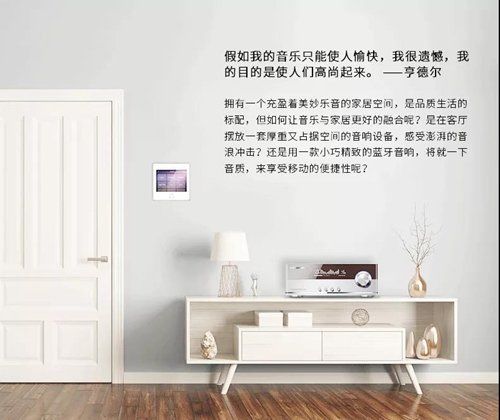 假如我的音乐只能使人愉快，我很遗憾，我
的目的是使人们高尚起来。 ——亨德尔
拥有一个充盈着美妙乐音的家居空间，是品质生活的
标配，但如何让音乐与家居更好的融合呢？是在客厅
摆放一套厚重又占据空间的音响设备，感受澎湃的音
浪冲击？还是用一款小巧精致的蓝牙音响，将就一下
音质，来享受移动的便捷性呢？